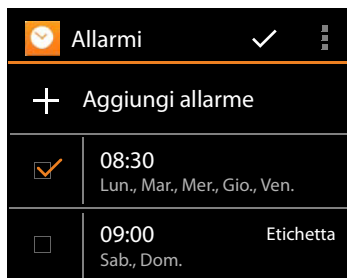 Allarmi
Aggiungi allarme
08:30
Lun., Mar., Mer., Gio., Ven.
09:00 Etichetta
Sab., Dom.